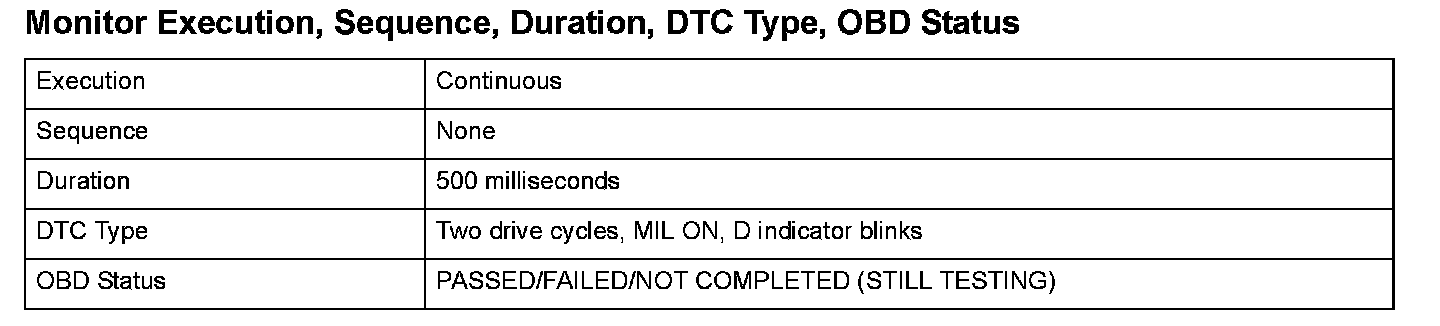 Monitor Execution, Sequence, Duration, DTC Type, OBD Status
Execution Continuous
Sequence None
Duration 500 milliseconds
DTC Type Two drive cycles, MIL ON, D indicator blinks
OBD Status PASSED/FAILED/NOT COMPLETED (STILL TESTING)